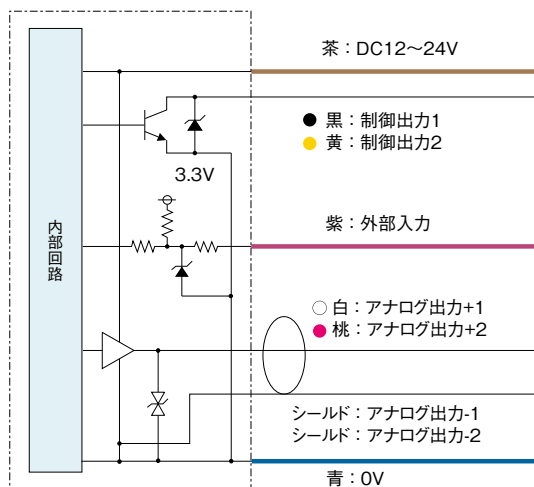 茶：DC12～24V
黒：制御出力1
黄：制御出力2
3.3V
内部回路
紫：外部入力
白：アナログ出力+1
桃：アナログ出力+2
シールド：アナログ出力-1
シールド：アナログ出力-2
青：0V